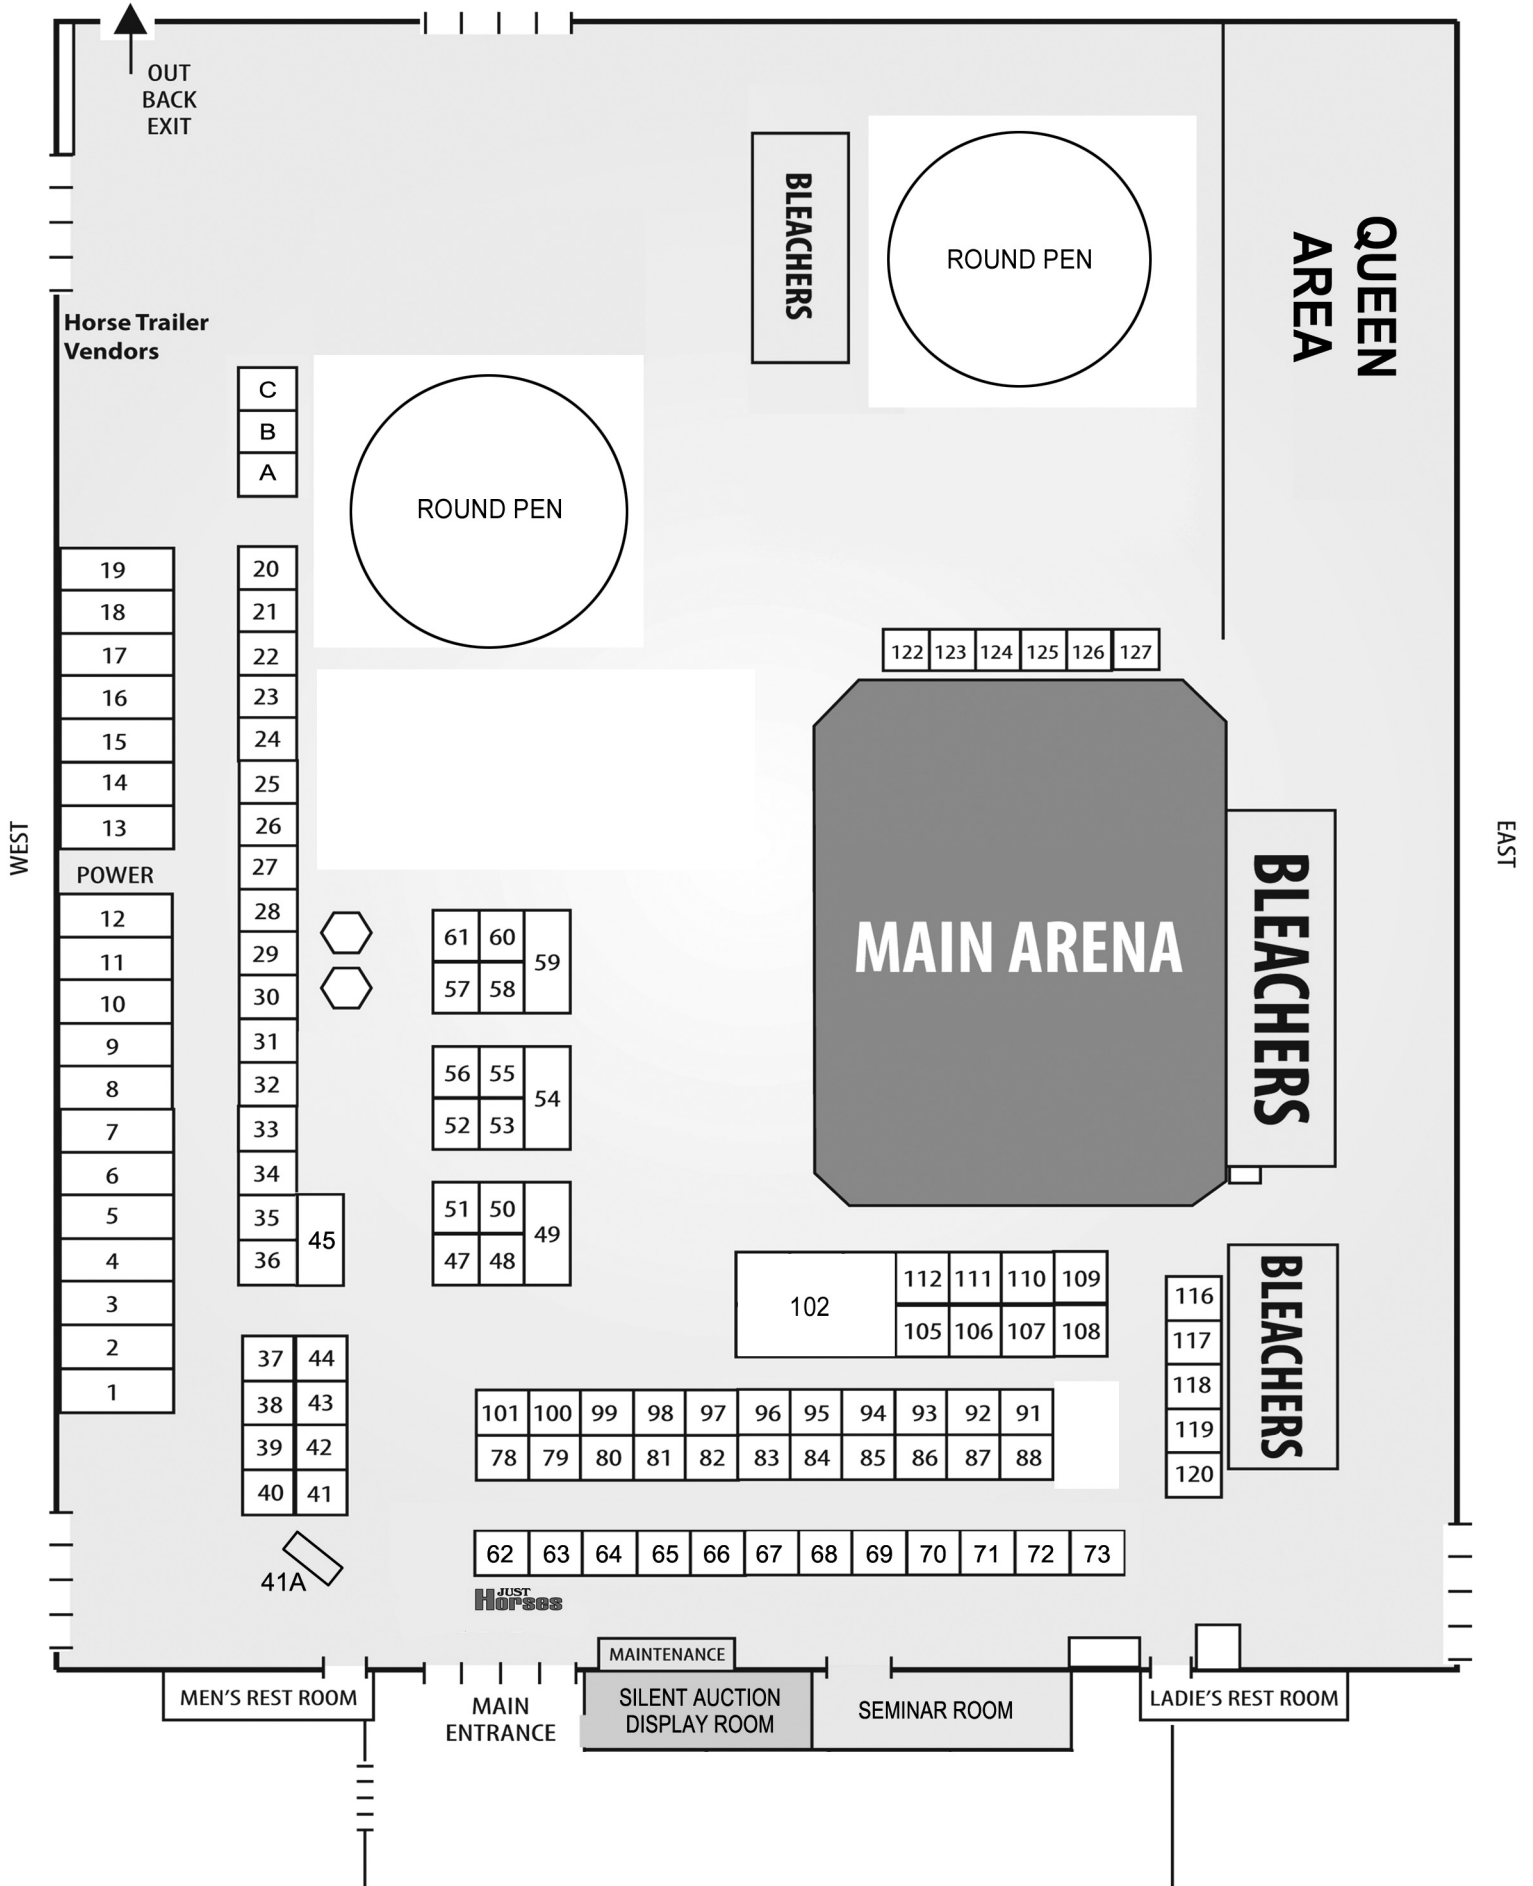 OUT
BACK
EXIT
BLEACHERS
ROUND PEN
QUEEN
AREA
Horse Trailer
Vendors
C
B
A
ROUND PEN
19
18
17
16
15
14
13
POWER
12
11
10
9
8
7
6
5
4
3
2
1
WEST
20
21
22
23
24
25
26
27
28
29
30
31
32
33
34
35
36
45
37 44
38 43
39 42
40 41
41A
61 60
59
57 58
56 55
54
52 53
51 50
49
47 48
122 123 124 125 126 127
MAIN ARENA
BLEACHERS
EAST
102
112 111 110 109
105 106 107 108
116
117
118
119
120
BLEACHERS
101 100 99 98 97 96 95 94 93 92 91
78 79 80 81 82 83 84 85 86 87 88
62 63 64 65 66 67 68 69 70 71 72 73
JUST
Horses
MAINTENANCE
MEN'S REST ROOM
MAIN
ENTRANCE
SILENT AUCTION
DISPLAY ROOM
SEMINAR ROOM
LADIE'S REST ROOM